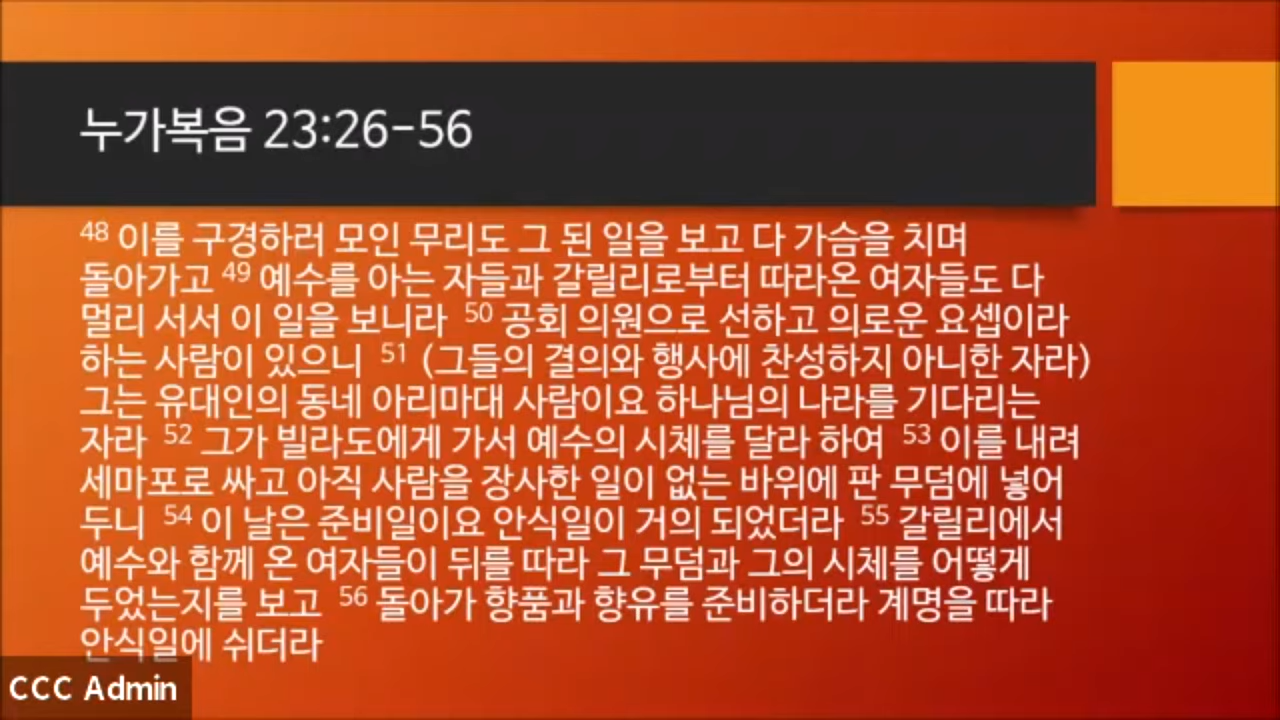 누가복음 23:26-56
48 이를 구경하러 모인 무리도 그 된 일을 보고 다 가슴을 치며
돌아가고 49 예수를 아는 자들과 갈릴리로부터 따라온 여자들도 다
멀리 서서 이 일을 보니라 50 공회 의원으로 선하고 의로운 요셉이라
하는 사람이 있으니 51 (그들의 결의와 행사에 찬성하지 아니한 자라)
그는 유대인의 동네 아리마대 사람이요 하나님의 나라를 기다리는
자라 52 그가 빌라도에게 가서 예수의 시체를 달라 하여 53 이를 내려
세마포로 싸고 아직 사람을 장사한 일이 없는 바위에 판 무덤에 넣어
두니 54 이 날은 준비일이요 안식일이 거의 되었더라 55 갈릴리에서
예수와 함께 온 여자들이 뒤를 따라 그 무덤과 그의 시체를 어떻게
두었는지를 보고 56 돌아가 향품과 향유를 준비하더라 계명을 따라
안식일에 쉬더라
CCC Admin